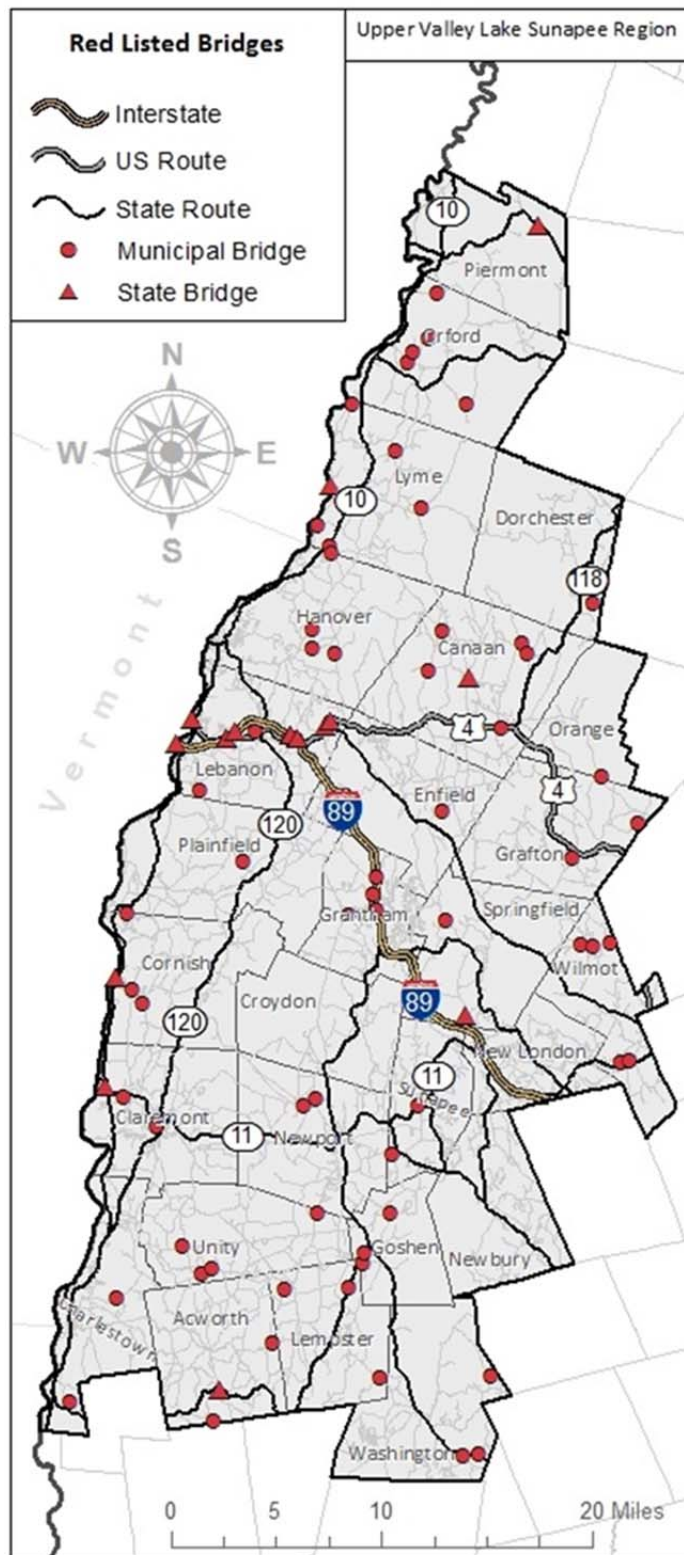 Red Listed Bridges
Upper Valley Lake Sunapee Region
Interstate
US Route
State Route
Municipal Bridge
State Bridge
10
Piermont
Orford
N
W
E
S
Lyme
10
Dorchester
118
Vermont
Hanover
Canaan
4
Orange
Lebanon
4
Enfield
89
120
Plainfield
Grafton
Grantham
Springfield
Cornish
Wilmot
Croydon
89
120
New London
11
Sunapee
Claremont
11
Newport
Unity
Goshen
Newbury
Charlestown
Acworth
Lempster
Washington
0 5 10 20 Miles